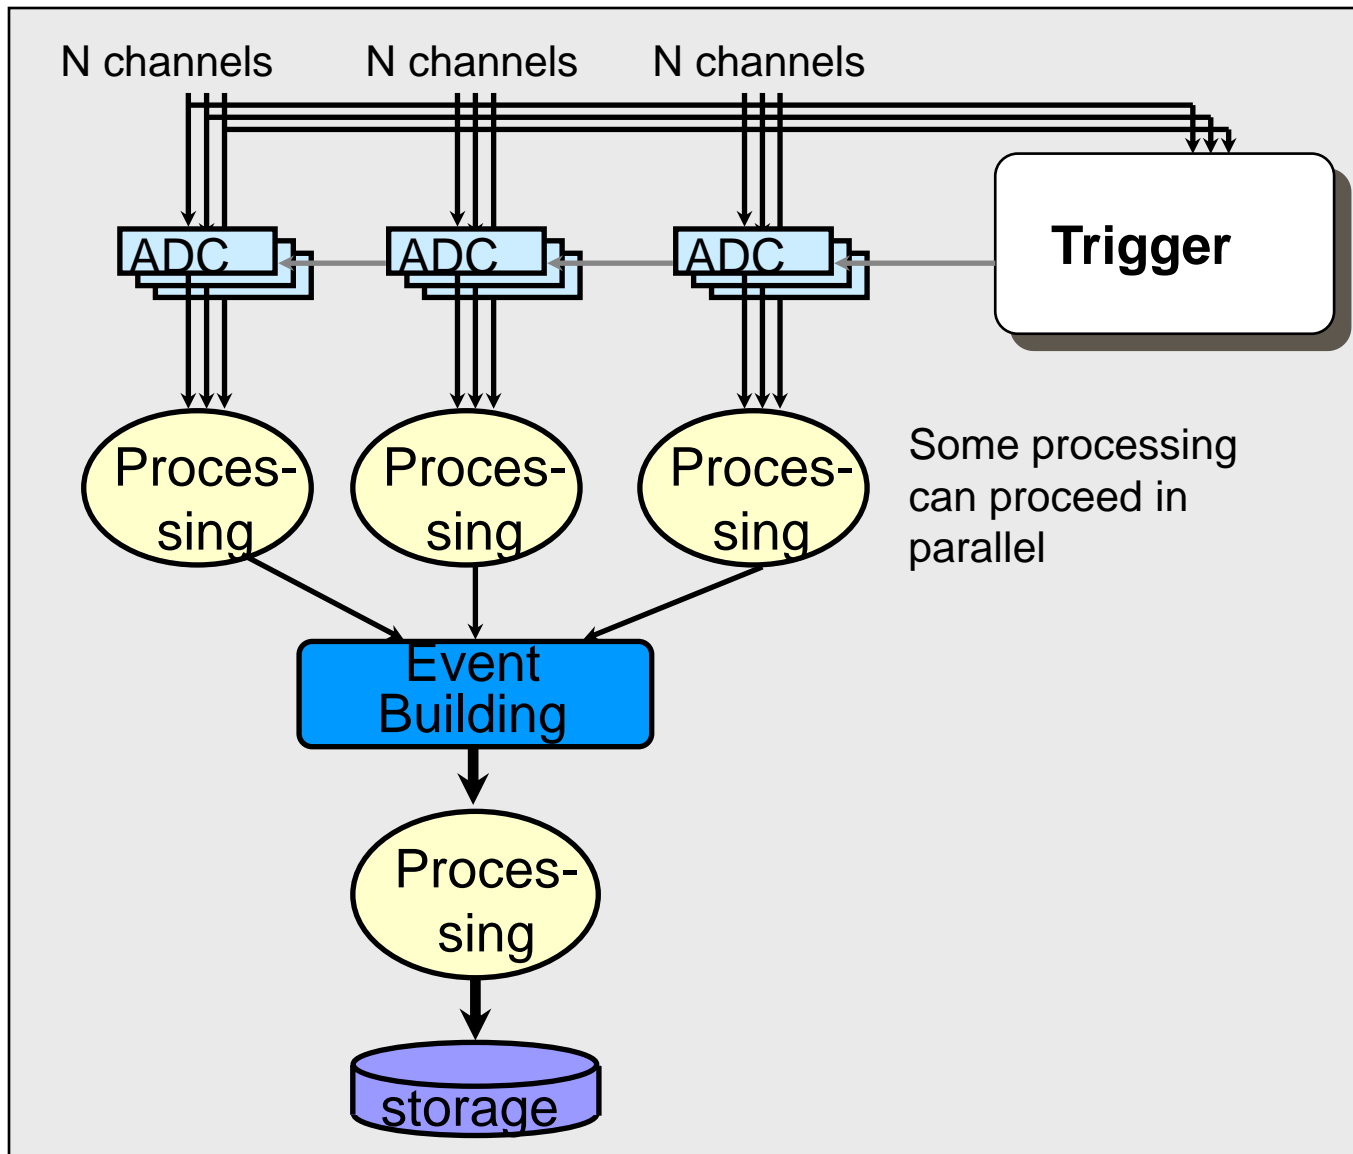 N channels
N channels
N channels
ADC
ADC
ADC
Trigger
Proces-
sing
Proces-
sing
Proces-
sing
Some processing
can proceed in
parallel
Event
Building
Proces-
sing
storage